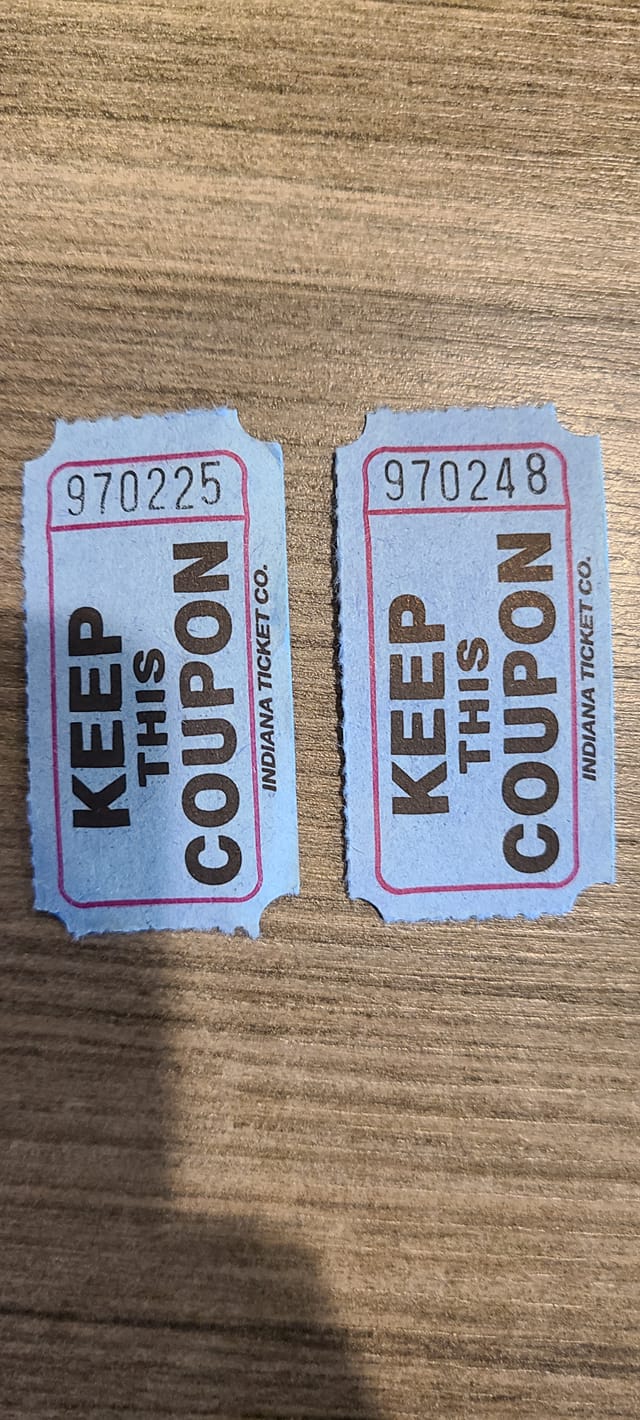 970225
KEEP
THIS
COUPON
INDIANA TICKET CO.
970248
KEEP
THIS
COUPON
INDIANA TICKET CO.